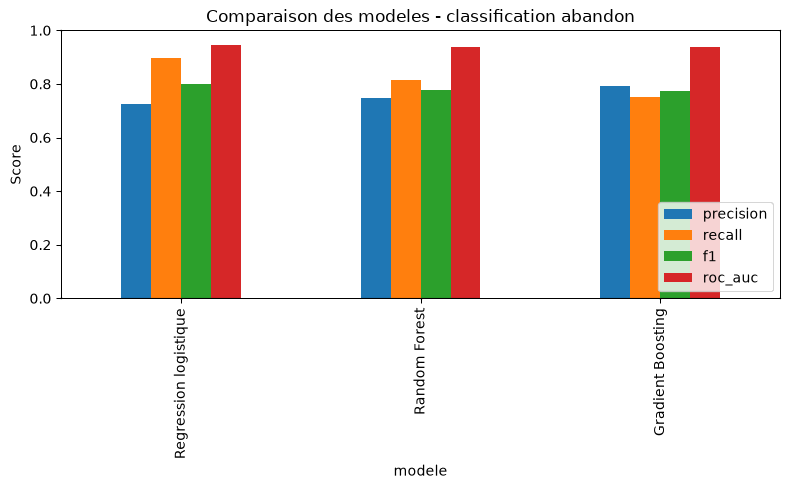 Comparaison des modeles - classification abandon
Score
1.0
0.8
0.6
0.4
0.2
0.0
precision
recall
f1
roc_auc
Regression logistique
Random Forest
Gradient Boosting
modele